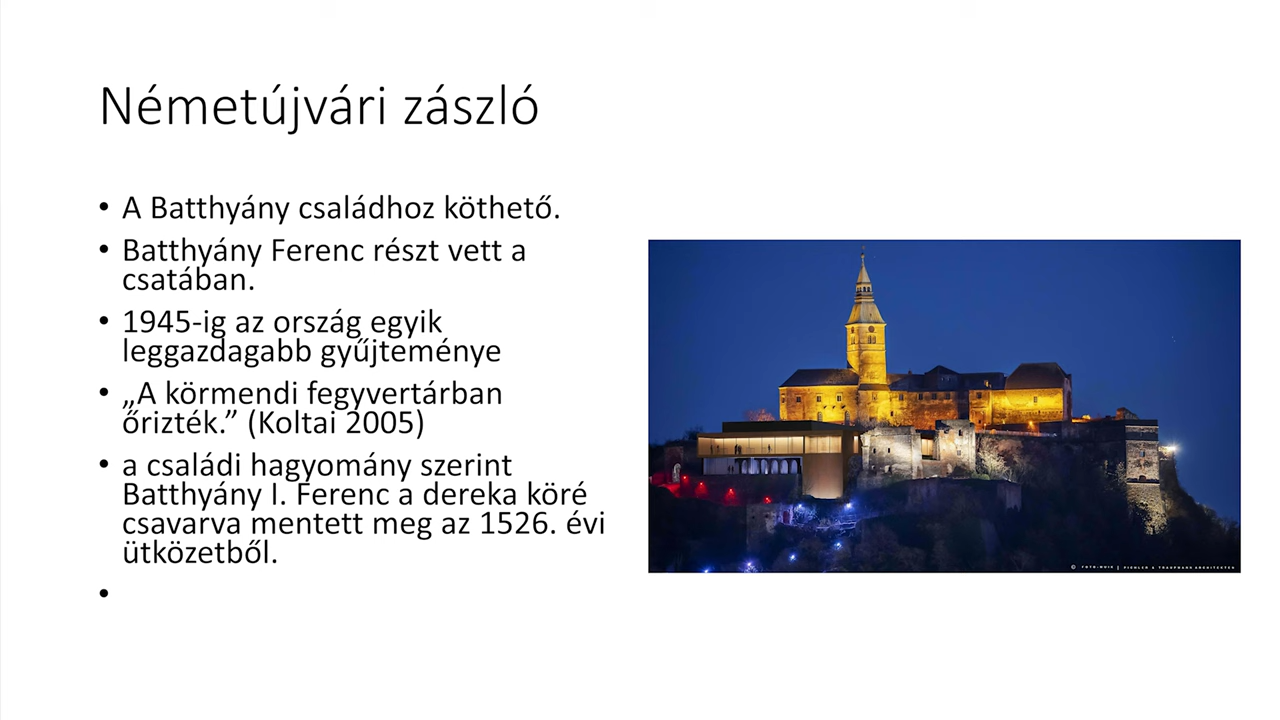 Németújvári zászló
• A Batthyány családhoz köthető.
• Batthyány Ferenc részt vett a
csatában.
• 1945-ig az ország egyik
leggazdagabb gyűjteménye
• „A körmendi fegyvertárban
őrizték.” (Koltai 2005)
• a családi hagyomány szerint
Batthyány I. Ferenc a dereka köré
csavarva mentett meg az 1526. évi
ütközetből.
•